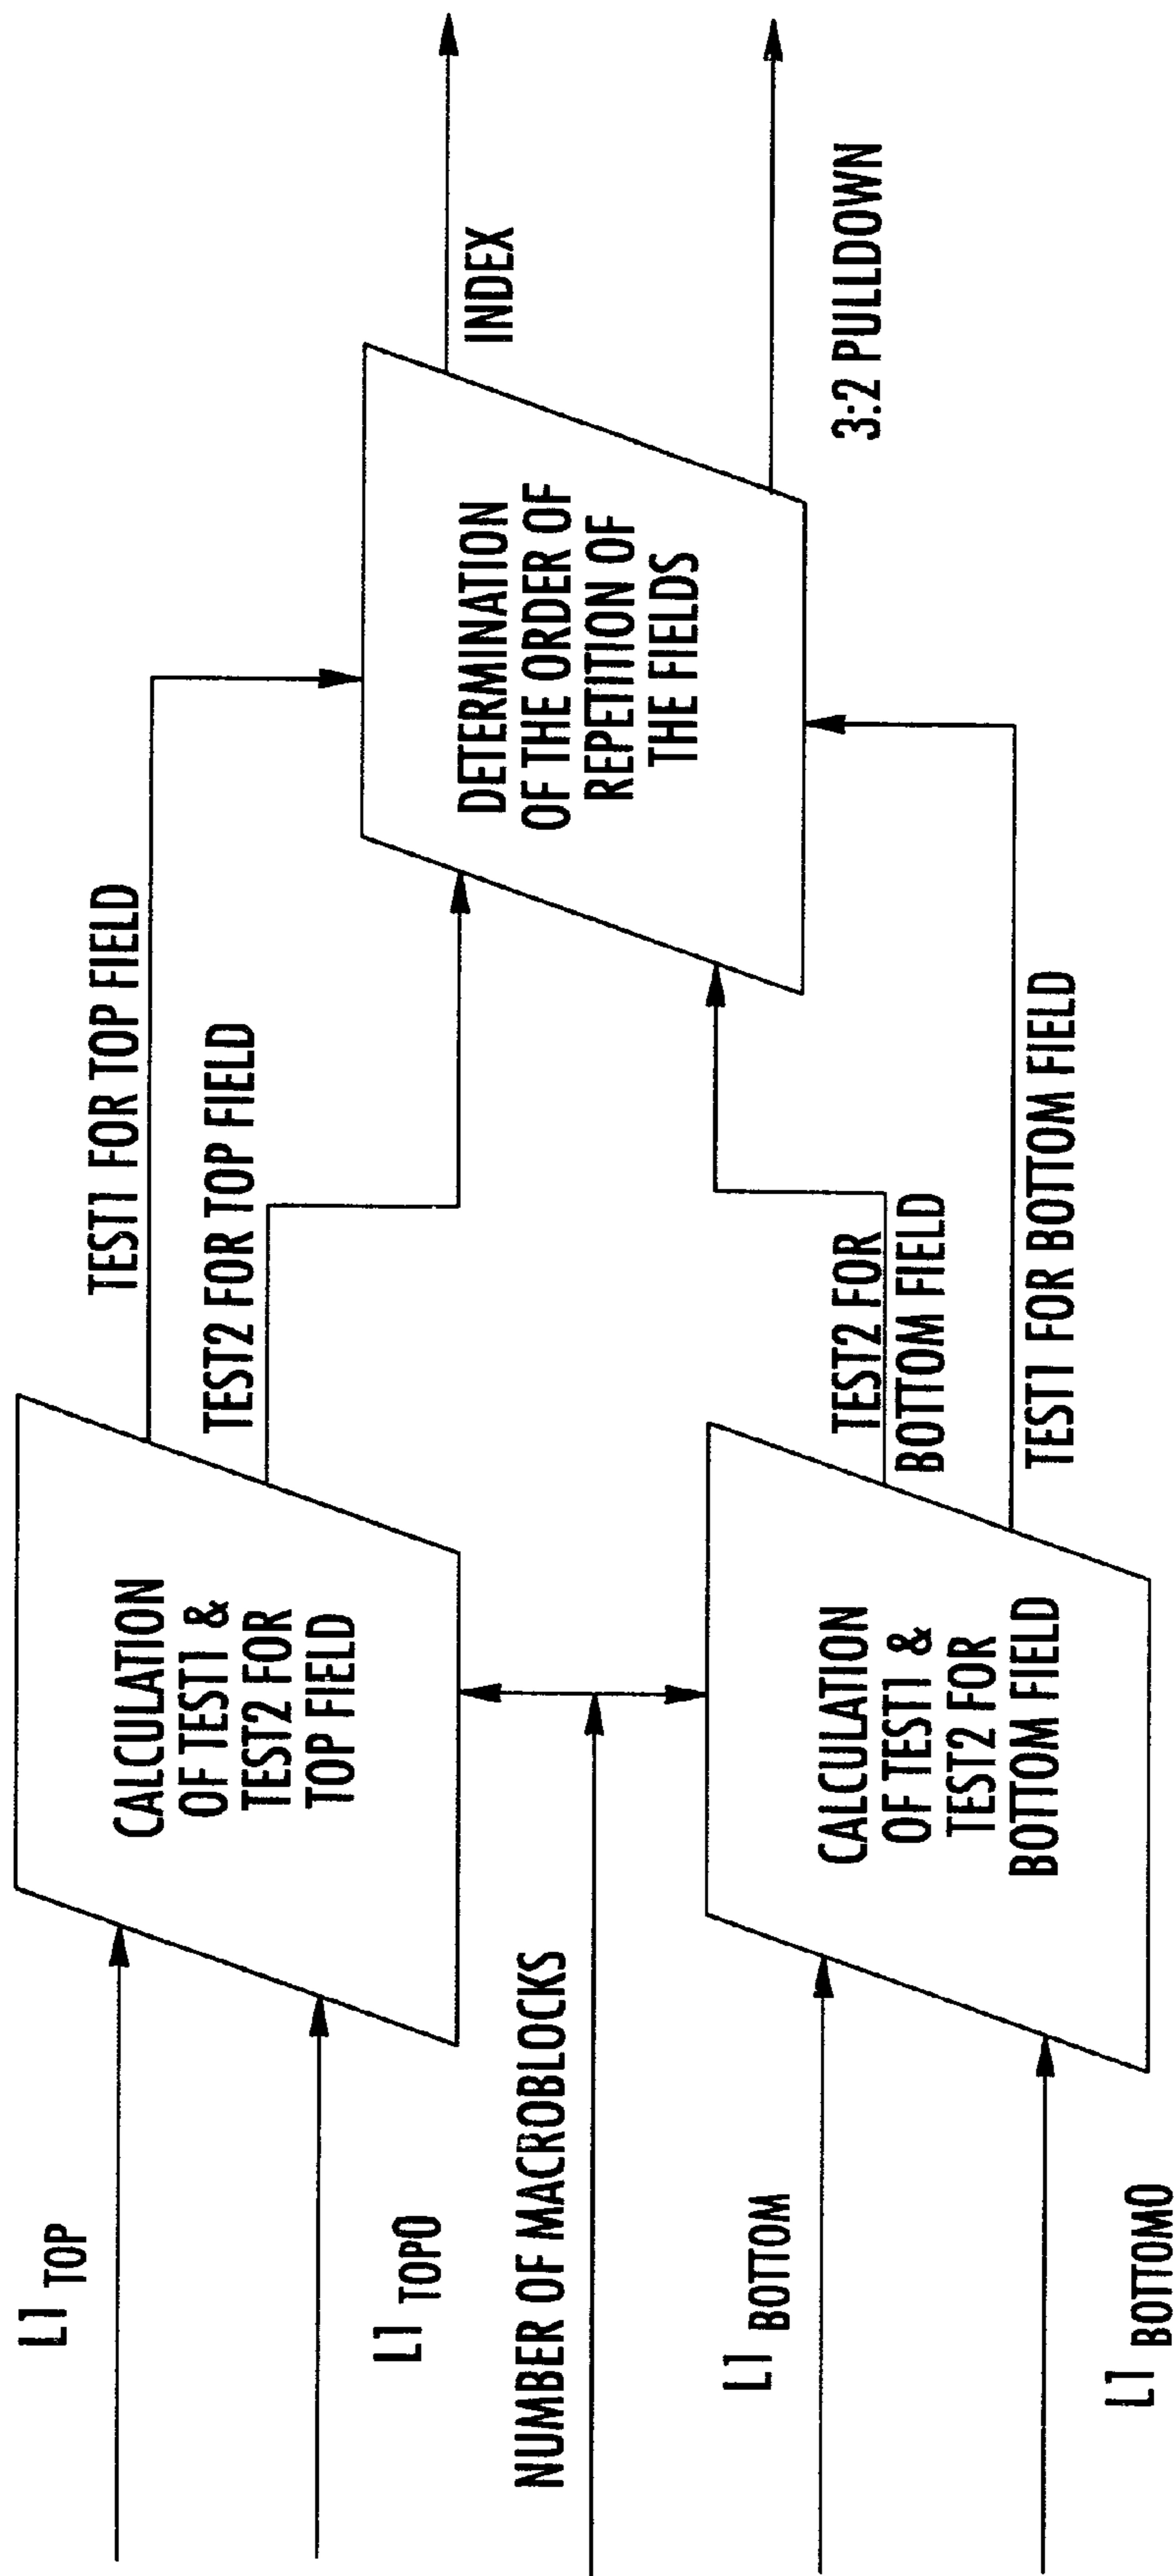 L1 TOP
L1 TOP0
NUMBER OF MACROBLOCKS
L1 BOTTOM
L1 BOTTOM0
CALCULATION
OF TEST1 &
TEST2 FOR
TOP FIELD
CALCULATION
OF TEST1 &
TEST2 FOR
BOTTOM FIELD
TEST1 FOR TOP FIELD
TEST2 FOR TOP FIELD
TEST2 FOR
BOTTOM FIELD
TEST1 FOR BOTTOM FIELD
DETERMINATION
OF THE ORDER OF
REPETITION OF
THE FIELDS
INDEX
3:2 PULLDOWN